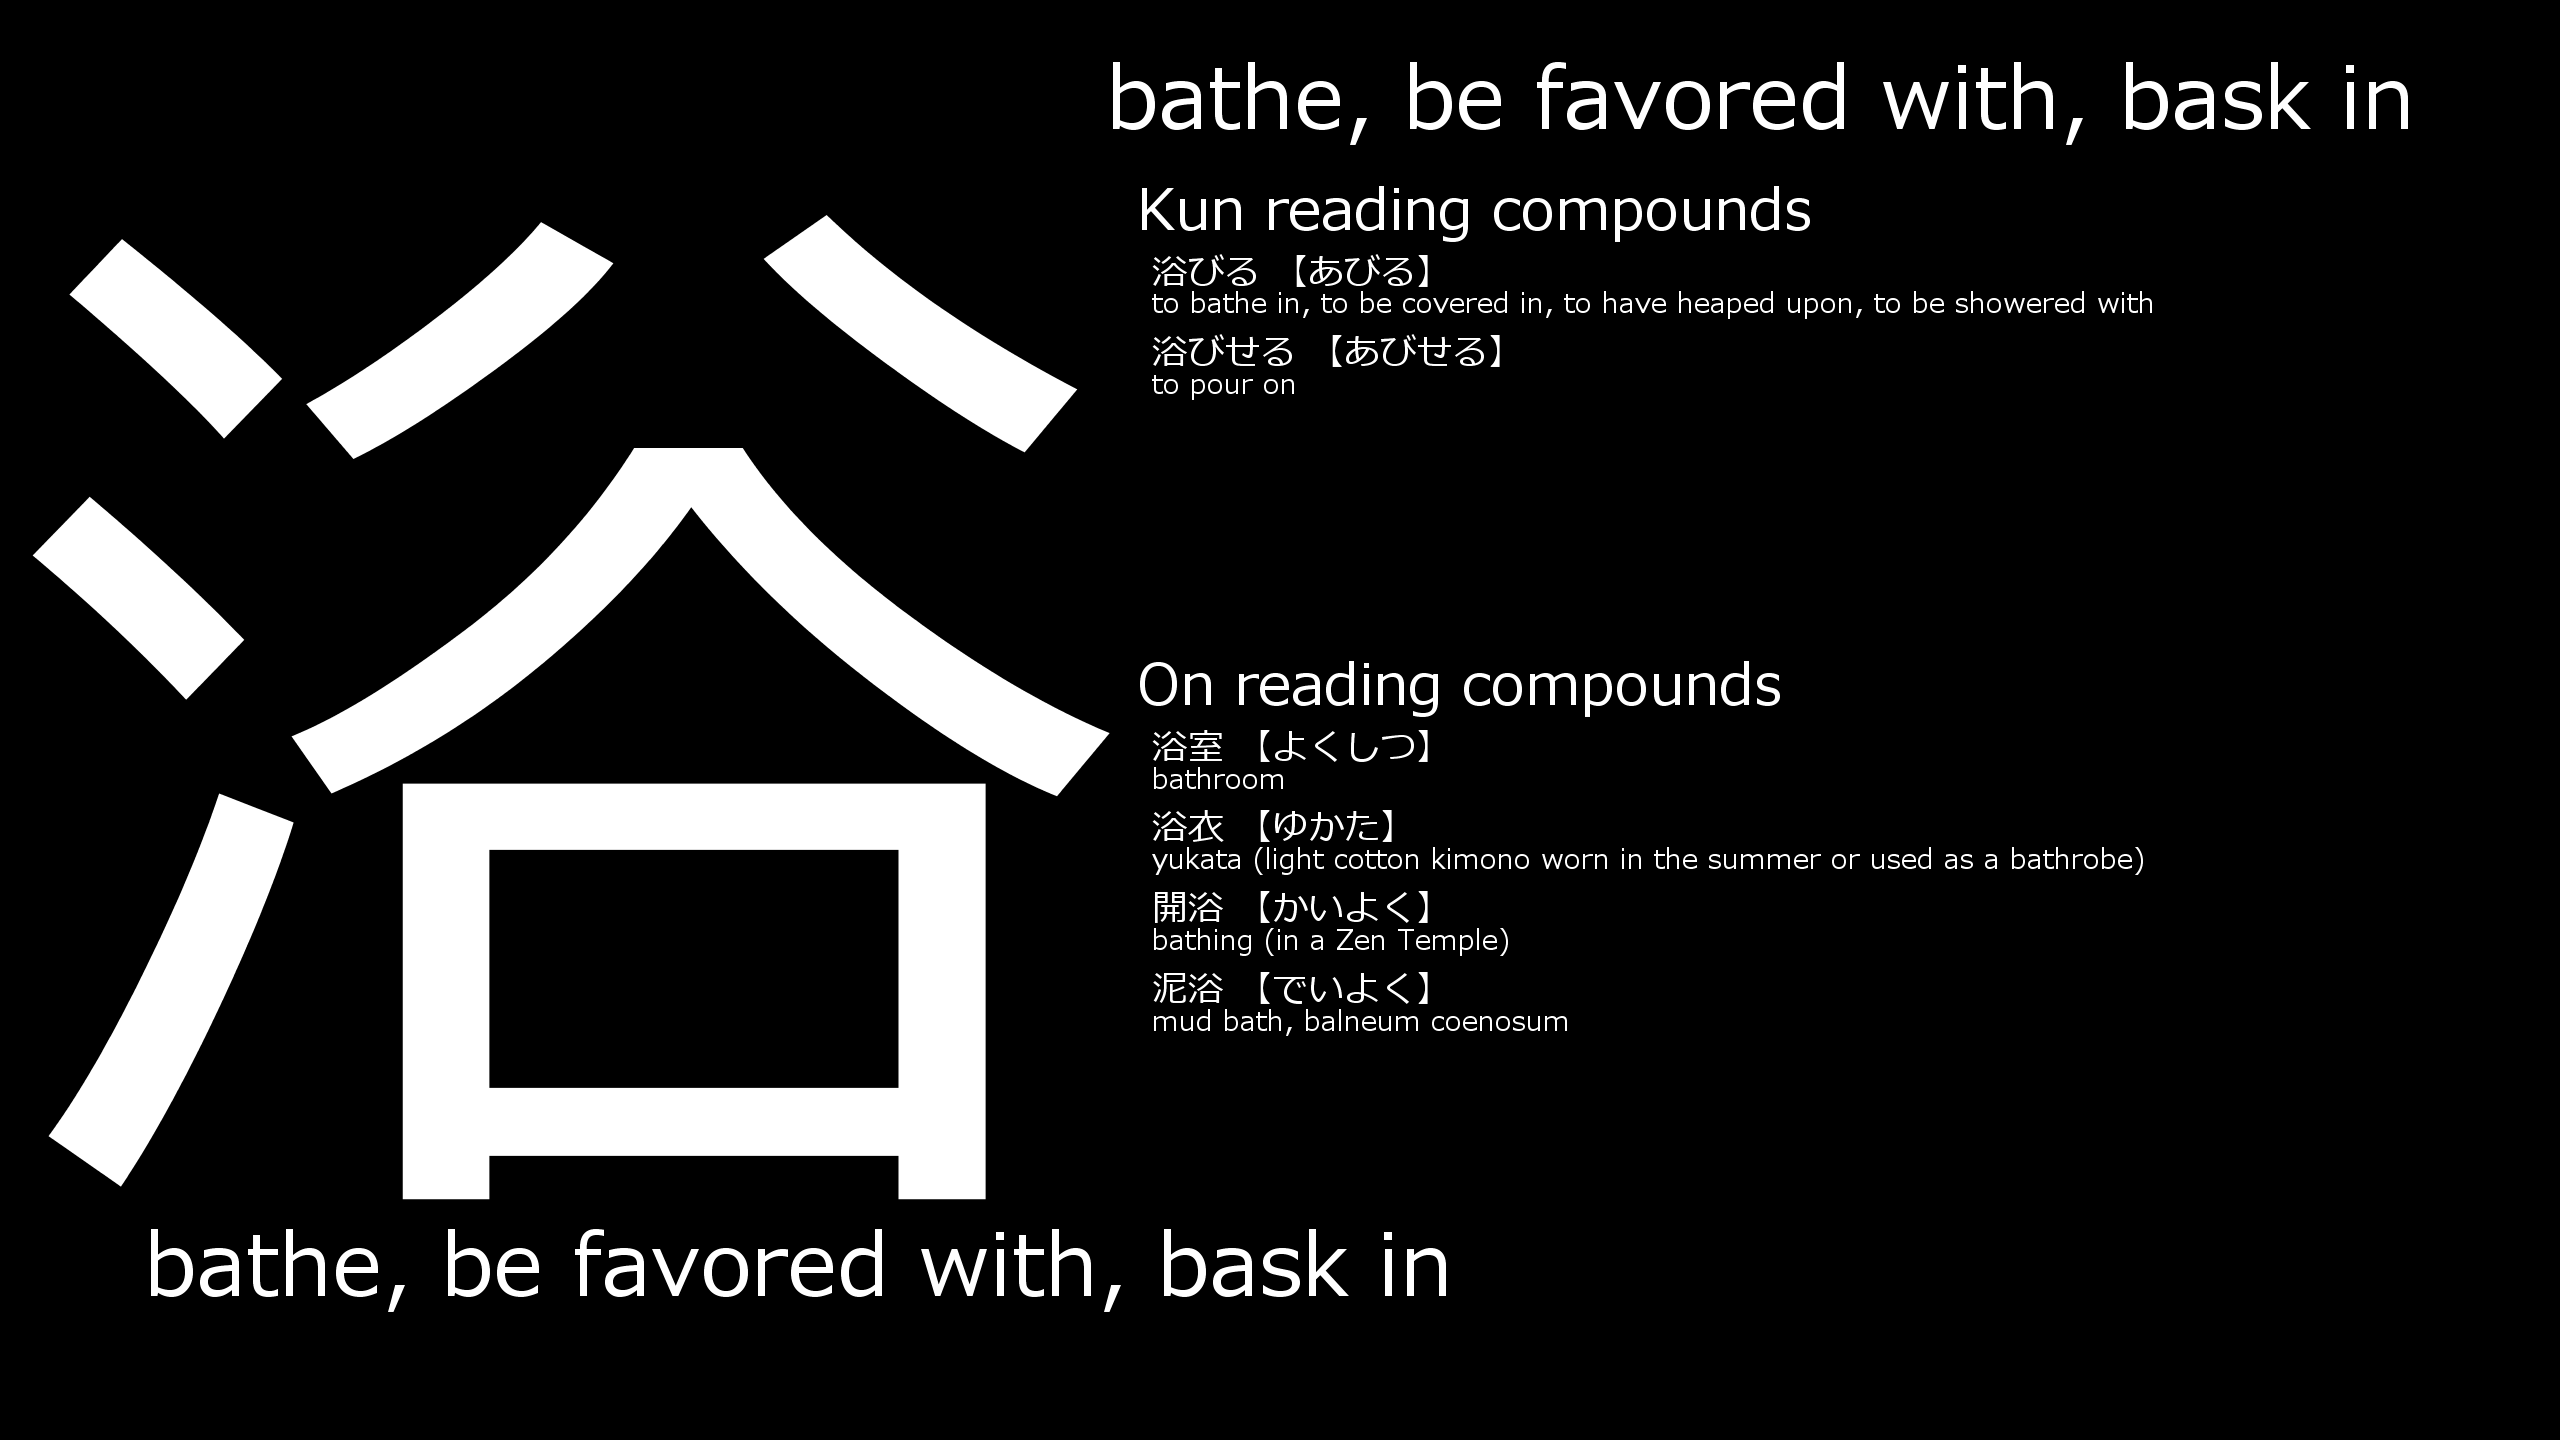 浴
bathe, be favored with, bask in
Kun reading compounds
浴びる 【あびる】
to bathe in, to be covered in, to have heaped upon, to be showered with
浴びせる 【あびせる】
to pour on
On reading compounds
浴室 【よくしつ】
bathroom
浴衣 【ゆかた】
yukata (light cotton kimono worn in the summer or used as a bathrobe)
開浴 【かいよく】
bathing (in a Zen Temple)
泥浴 【でいよく】
mud bath, balneum coenosum
bathe, be favored with, bask in